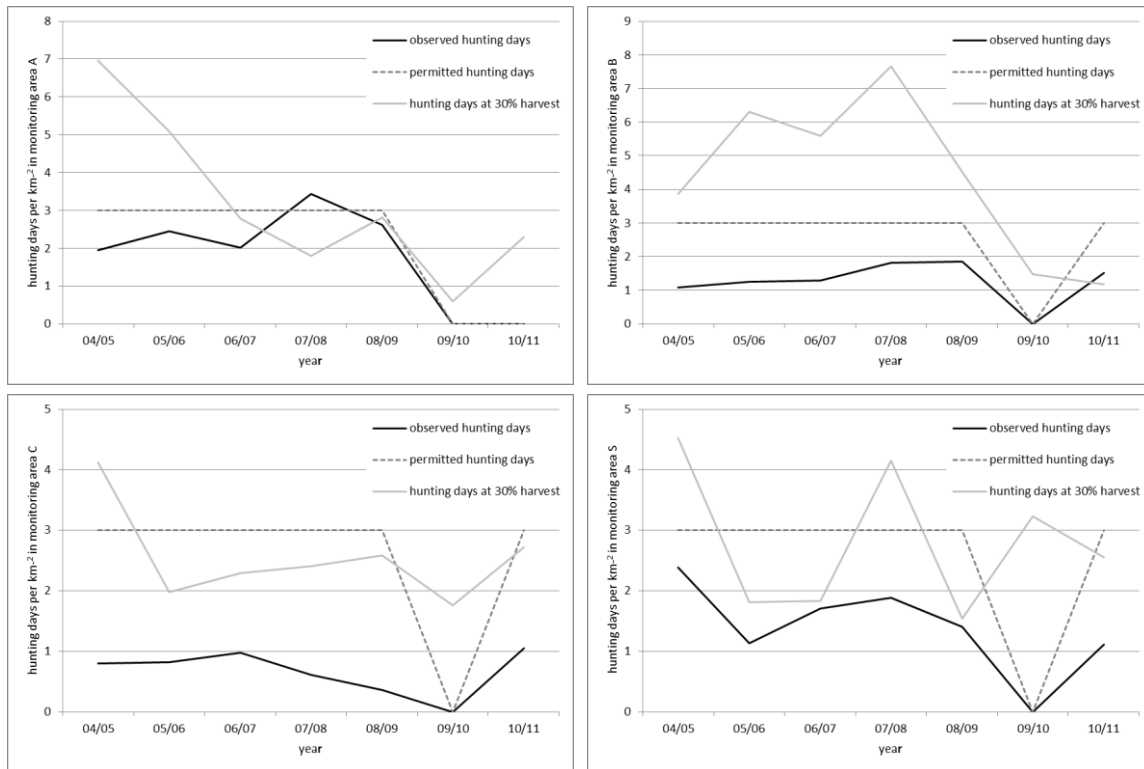 hunting days per km-2 in monitoring area A
8
7
6
5
4
3
2
1
0
observed hunting days
permitted hunting days
hunting days at 30% harvest
04/05 05/06 06/07 07/08 08/09 09/10 10/11
year
hunting days per km-2 in monitoring area B
9
8
7
6
5
4
3
2
1
0
observed hunting days
permitted hunting days
hunting days at 30% harvest
04/05 05/06 06/07 07/08 08/09 09/10 10/11
year
hunting days per km-2 in monitoring area C
5
4
3
2
1
0
observed hunting days
permitted hunting days
hunting days at 30% harvest
04/05 05/06 06/07 07/08 08/09 09/10 10/11
year
hunting days per km-2 in monitoring area S
5
4
3
2
1
0
observed hunting days
permitted hunting days
hunting days at 30% harvest
04/05 05/06 06/07 07/08 08/09 09/10 10/11
year